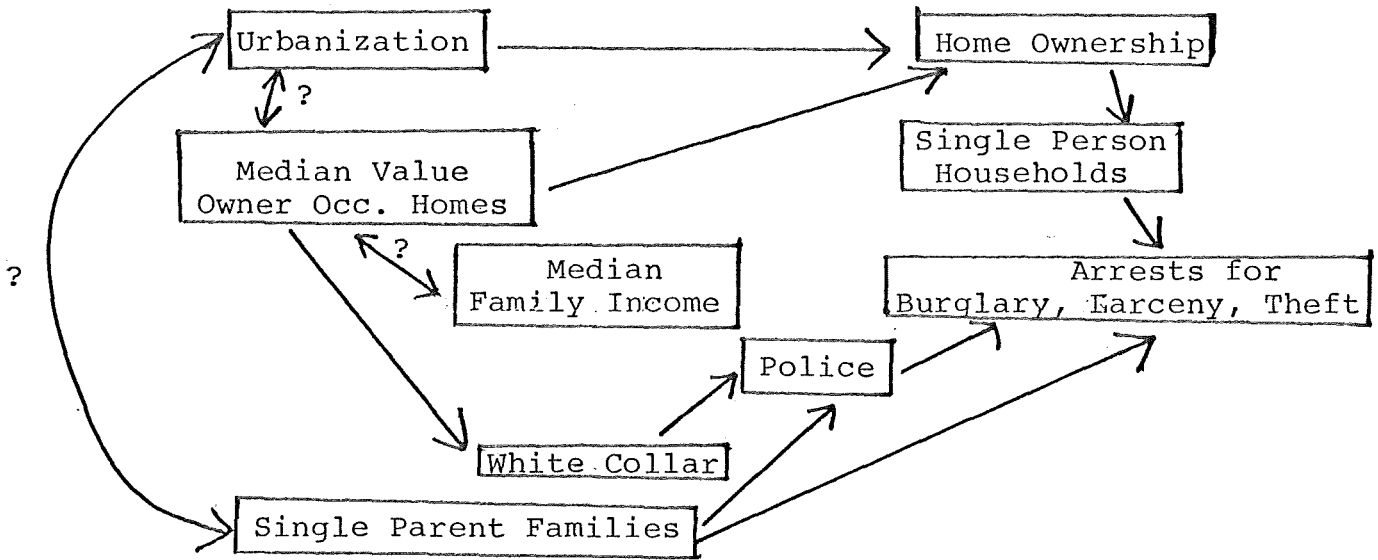 Urbanization
Home Ownership
?
Single Person
Households
Median Value
Owner Occ. Homes
?
?
Median
Family Income
Arrests for
Burglary, Larceny, Theft
Police
White Collar
Single Parent Families